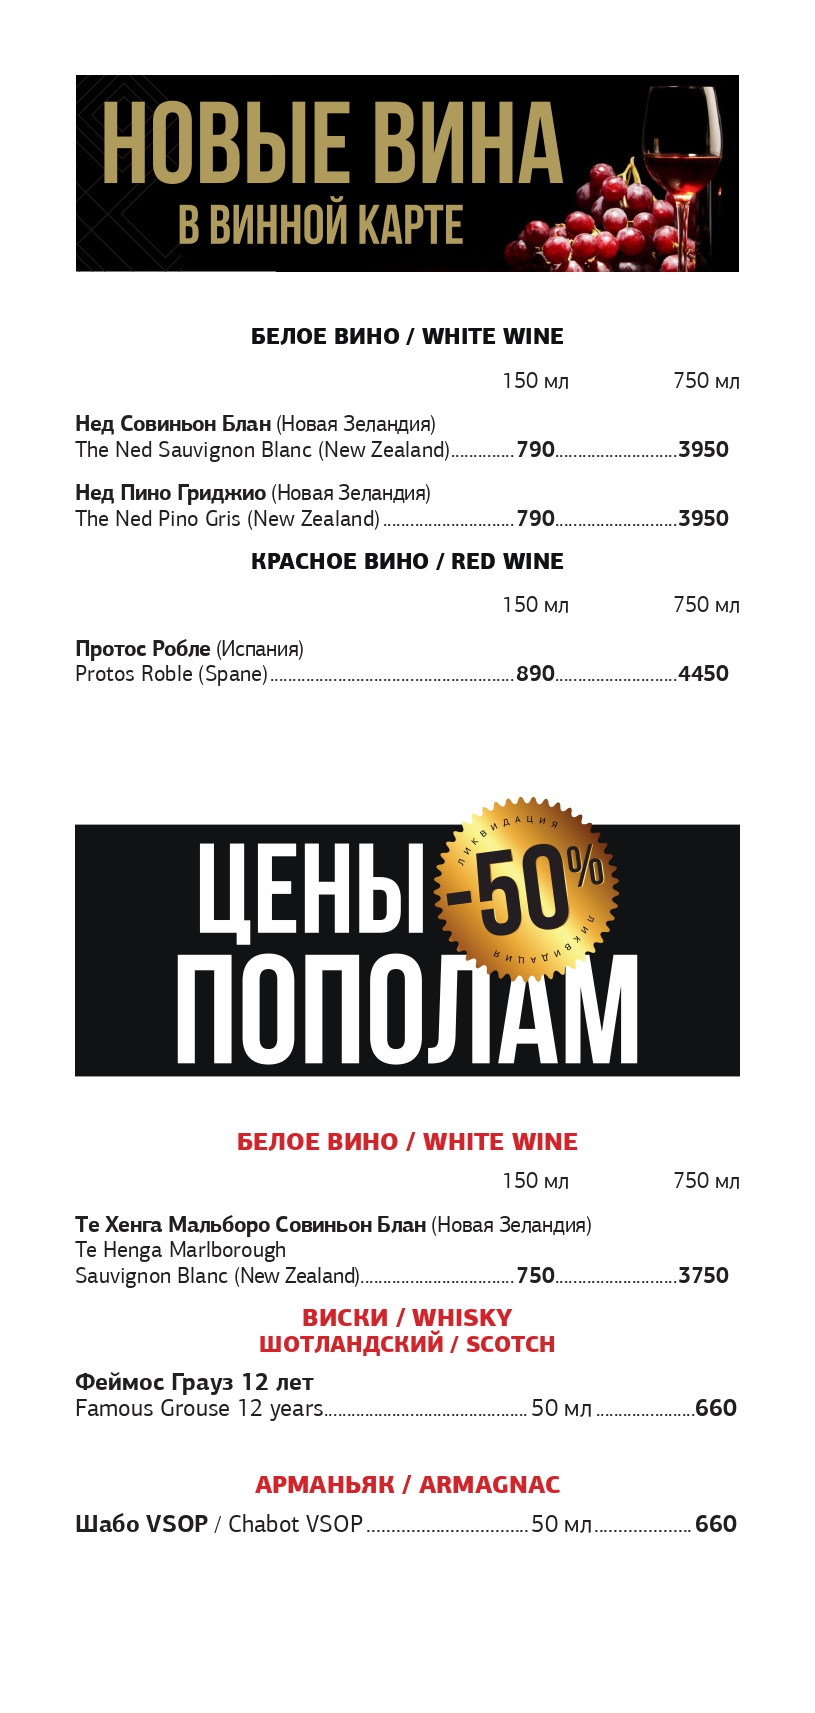 НОВЫЕ ВИНА
В ВИННОЙ КАРТЕ
БЕЛОЕ ВИНО / WHITE WINE
150 мл 750 мл
Нед Совиньон Блан (Новая Зеландия)
The Ned Sauvignon Blanc (New Zealand)..............790...........................3950
Нед Пино Гриджио (Новая Зеландия)
The Ned Pino Gris (New Zealand).............................790...........................3950
КРАСНОЕ ВИНО / RED WINE
150 мл 750 мл
Протос Робле (Испания)
Protos Roble (Spane)......................................................890...........................4450
ЛИКВИДАЦИЯ
-50%
ЛИКВИДАЦИЯ
ЦЕНЫ
ПОПОЛАМ
БЕЛОЕ ВИНО / WHITE WINE
150 мл 750 мл
Те Хенга Мальборо Совиньон Блан (Новая Зеландия)
Te Henga Marlborough
Sauvignon Blanc (New Zealand)..................................750...........................3750
ВИСКИ / WHISKY
ШОТЛАНДСКИЙ / SCOTCH
Феймос Грауз 12 лет
Famous Grouse 12 years............................................. 50 мл ......................660
АРМАНЬЯК / ARMAGNAC
Шабо VSOP / Chabot VSOP.................................50 мл.................... 660